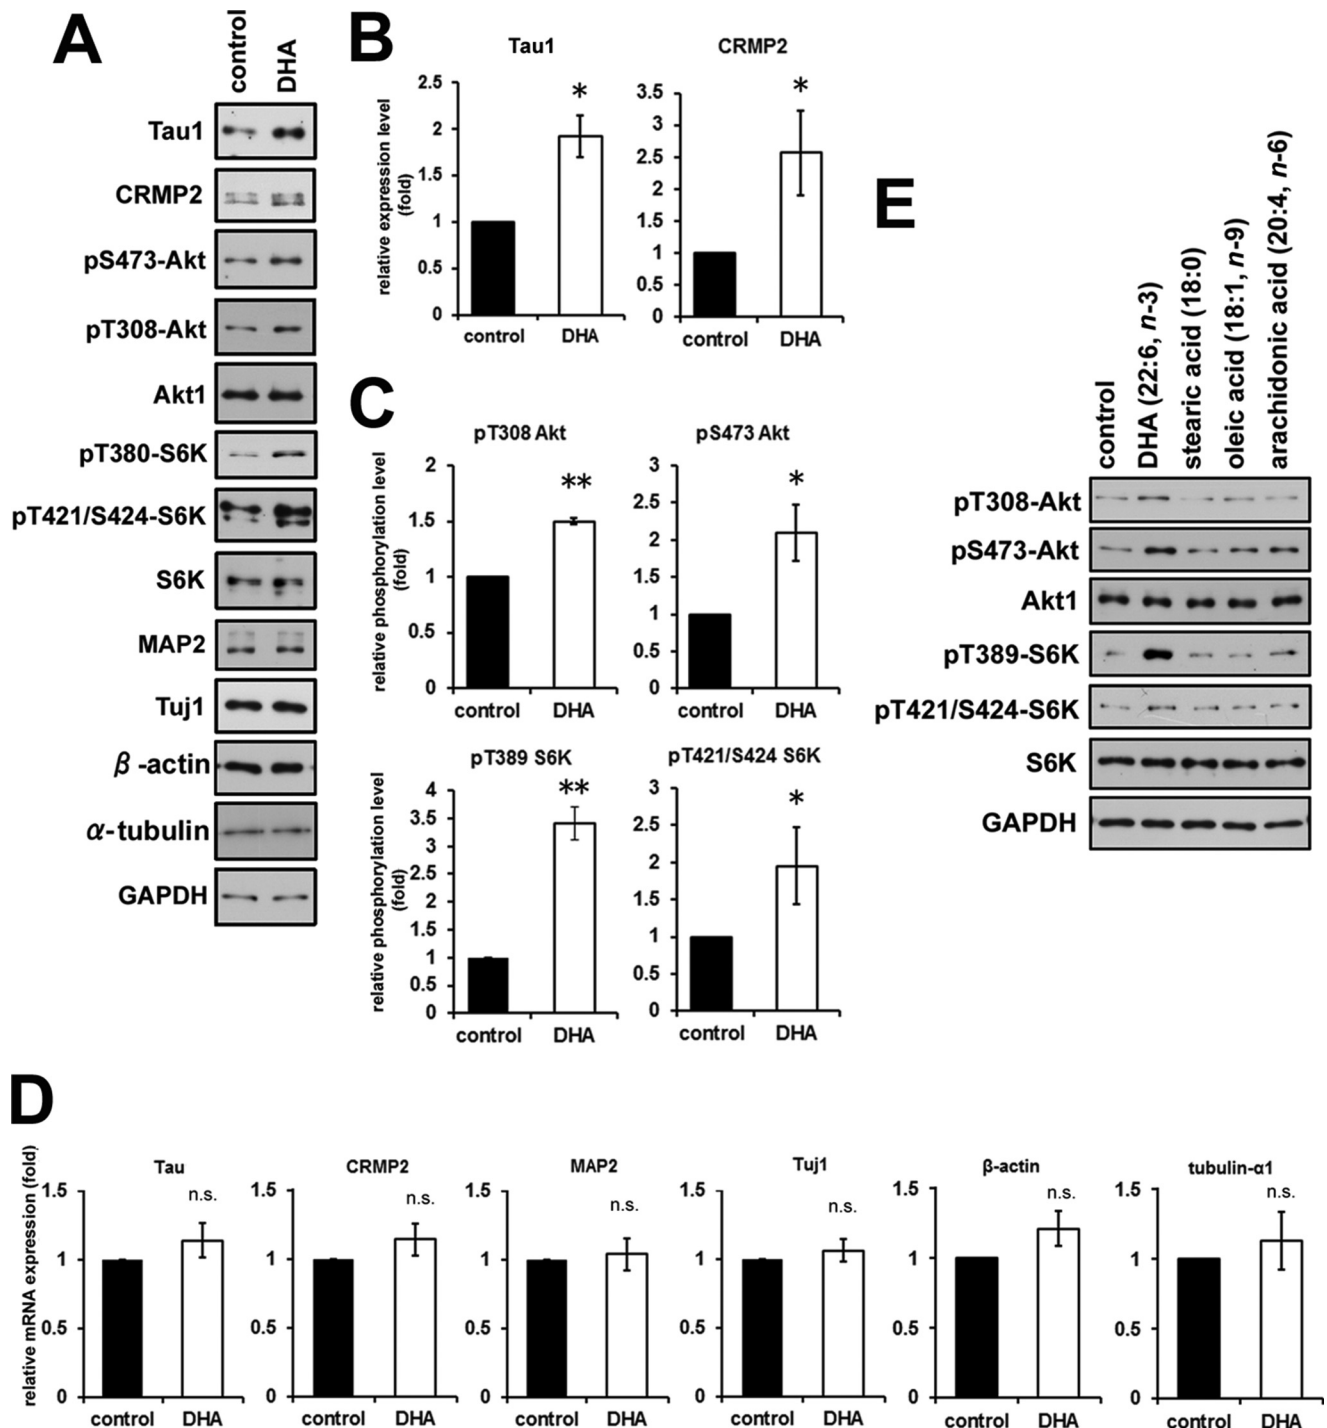 A
control
DHA
Tau1
CRMP2
pS473-Akt
pT308-Akt
Akt1
pT380-S6K
pT421/S424-S6K
S6K
MAP2
Tuj1
β-actin
α-tubulin
GAPDH
B
Tau1
relative expression level
(fold)
2.5
2
1.5
1
0.5
0
*
control DHA
CRMP2
3.5
3
2.5
2
1.5
1
0.5
0
*
control DHA
C
pT308 Akt
relative phosphorylation level
(fold)
2
1.5
1
0.5
0
**
control DHA
pS473 Akt
3
2.5
2
1.5
1
0.5
0
*
control DHA
pT389 S6K
relative phosphorylation level
(fold)
4
3.5
3
2.5
2
1.5
1
0.5
0
**
control DHA
pT421/S424 S6K
3
2.5
2
1.5
1
0.5
0
*
control DHA
E
control
DHA (22:6, n-3)
stearic acid (18:0)
oleic acid (18:1, n-9)
arachidonic acid (20:4, n-6)
pT308-Akt
pS473-Akt
Akt1
pT389-S6K
pT421/S424-S6K
S6K
GAPDH
D
relative mRNA expression (fold)
Tau
1.5
1
0.5
0
n.s.
control DHA
CRMP2
1.5
1
0.5
0
n.s.
control DHA
MAP2
1.5
1
0.5
0
n.s.
control DHA
Tuj1
1.5
1
0.5
0
n.s.
control DHA
β-actin
1.5
1
0.5
0
n.s.
control DHA
tubulin-α1
1.5
1
0.5
0
n.s.
control DHA